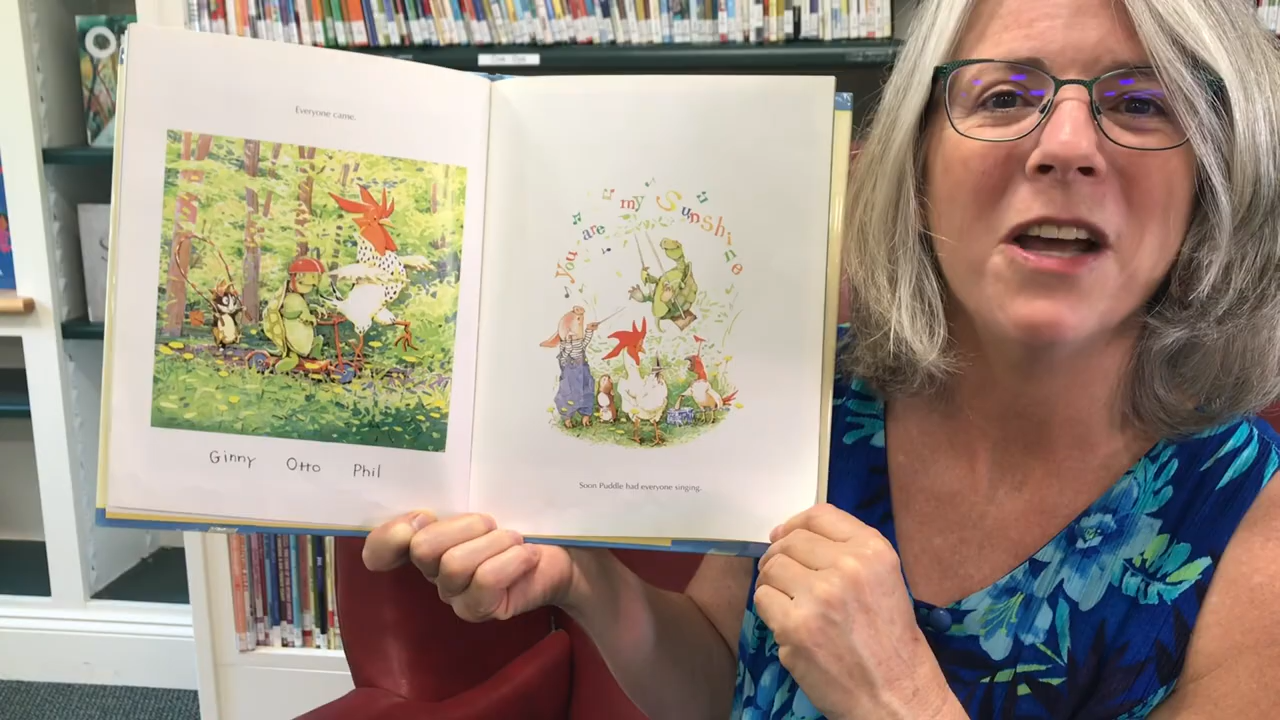 Everyone came.
Ginny Otto Phil
You are my Sunshine
Soon Puddle had everyone singing.